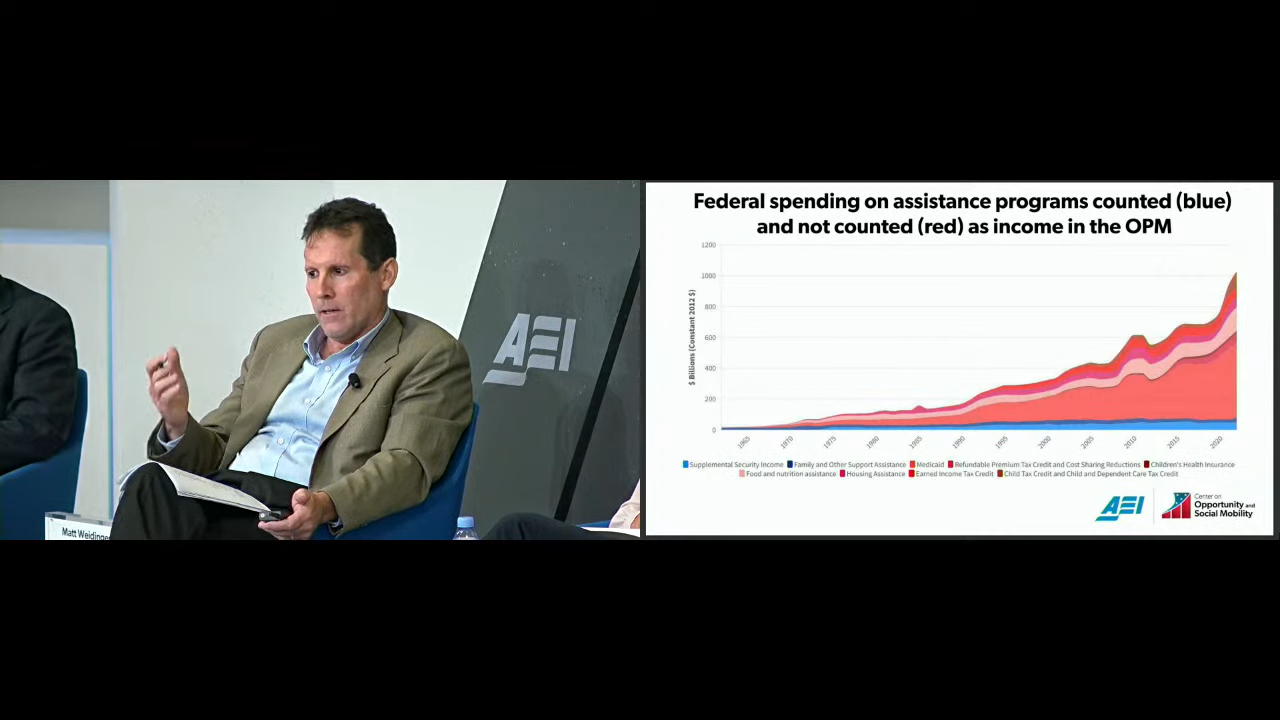 AEI
Matt Weidinge
Federal spending on assistance programs counted (blue)
and not counted (red) as income in the OPM
$ Billions (Constant 2012 $)
1200
1000
800
600
400
200
0
1965
1970
1975
1980
1985
1990
1995
2000
2005
2010
2015
2020
Supplemental Security Income
Family and Other Support Assistance
Medicaid
Refundable Premium Tax Credit and Cost Sharing Reductions
Children's Health Insurance
Food and nutrition assistance
Housing Assistance
Earned Income Tax Credit
Child Tax Credit and Child and Dependent Care Tax Credit
AEI
Center on
Opportunity and
Social Mobility